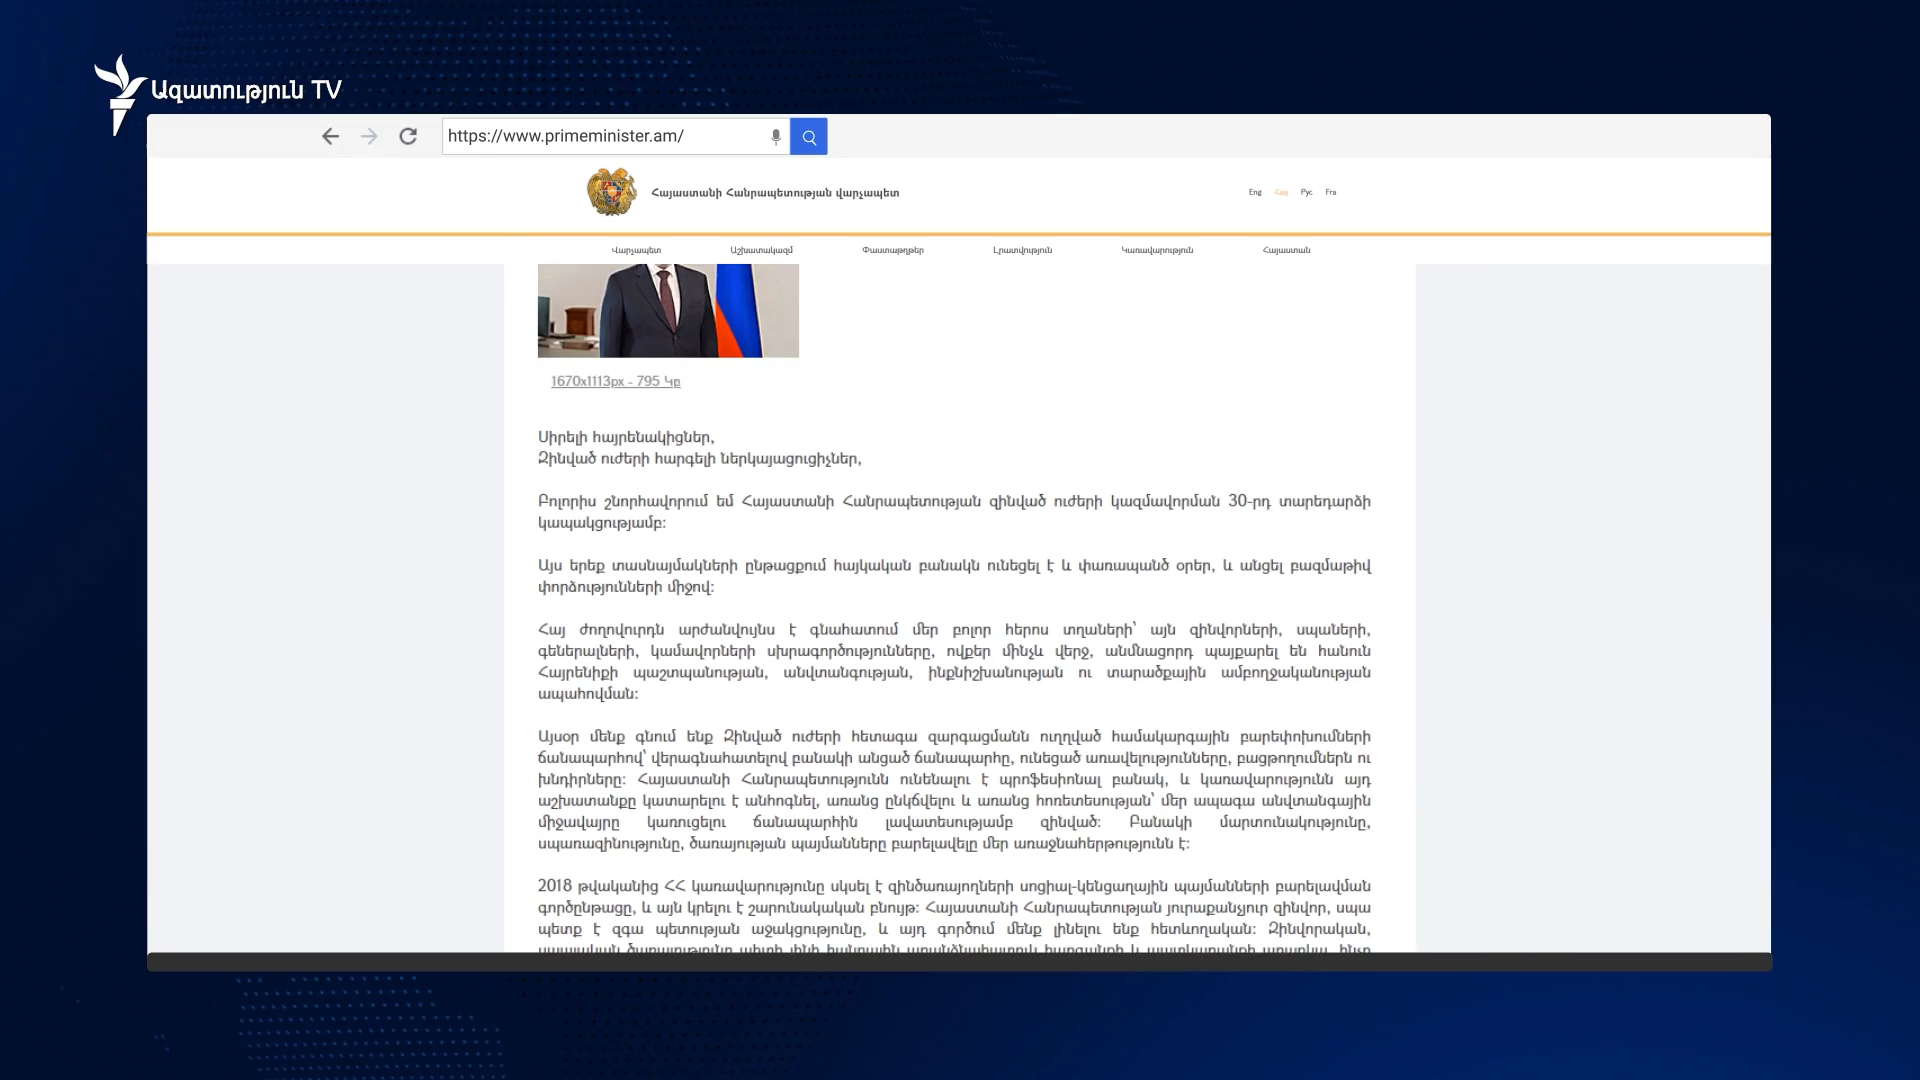 Ազատություն TV
https://www.primeminister.am/
Հայաստանի Հանրապետության վարչապետ
Eng Հայ Рус Fra
Վարչապետ Աշխատակազմ Փաստաթղթեր Լրատվություն Կառավարություն Հայաստան
1670x1113px - 795 Կբ
Սիրելի հայրենակիցներ,
Զինված ուժերի հարգելի ներկայացուցիչներ,
Բոլորիս շնորհավորում եմ Հայաստանի Հանրապետության զինված ուժերի կազմավորման 30-րդ տարեդարձի
կապակցությամբ:
Այս երեք տասնայմակների ընթացքում հայկական բանակն ունեցել է և փառապանծ օրեր, և անցել բազմաթիվ
փորձությունների միջով:
Հայ ժողովուրդն արժանվույնս է գնահատում մեր բոլոր հերոս տղաների՝ այն զինվորների, սպաների,
գեներալների, կամավորների սխրագործությունները, ովքեր մինչև վերջ, անմնացորդ պայքարել են հանուն
Հայրենիքի պաշտպանության, անվտանգության, ինքնիշխանության ու տարածքային ամբողջականության
ապահովման:
Այսօր մենք գնում ենք Զինված ուժերի հետագա զարգացմանն ուղղված համակարգային բարեփոխումների
ճանապարհով՝ վերագնահատելով բանակի անցած ճանապարհը, ունեցած առավելությունները, բացթողումներն ու
խնդիրները: Հայաստանի Հանրապետությունն ունենալու է պրոֆեսիոնալ բանակ, և կառավարությունն այդ
աշխատանքը կատարելու է անհոգնել, առանց ընկճվելու և առանց հոռետեսության՝ մեր ապագա անվտանգային
միջավայրը կառուցելու ճանապարհին լավատեսությամբ զինված: Բանակի մարտունակությունը,
սպառազինությունը, ծառայության պայմանները բարելավելը մեր առաջնահերթությունն է:
2018 թվականից ՀՀ կառավարությունը սկսել է զինծառայողների սոցիալ-կենցաղային պայմանների բարելավման
գործընթացը, և այն կրելու է շարունակական բնույթ: Հայաստանի Հանրապետության յուրաքանչյուր զինվոր, սպա
պետք է զգա պետության աջակցությունը, և այդ գործում մենք լինելու ենք հետևողական: Զինվորական,